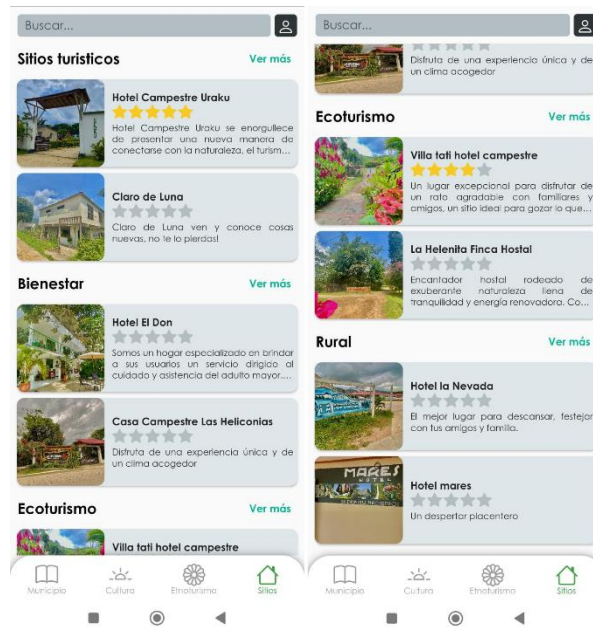 Buscar...
Sitios turisticos
Ver más
Hotel Campestre Uraku
Hotel Campestre Uraku se enorgullece
de presentar una nueva manera de
conectarse con la naturaleza, el turism...
Claro de Luna
Claro de Luna ven y conoce cosas
nuevas, no te lo pierdas!
Bienestar
Ver más
Hotel El Don
Somos un hogar especializado en brindar
a sus usuarios un servicio dirigido al
cuidado y asistencia del adulto mayor....
Casa Campestre Las Heliconias
Disfruta de una experiencia única y de
un clima acogedor
Ecoturismo
Ver más
Villa tati hotel campestre
Municipio
Cultura
Etnoturismo
Sitios
Buscar...
Disfruta de una experiencia única y de
un clima acogedor
Ecoturismo
Ver más
Villa tati hotel campestre
Un lugar excepcional para disfrutar de
un rato agradable con familiares y
amigos, un sitio ideal para gozar lo que...
La Helenita Finca Hostal
Encantador hostal rodeado de
exuberante naturaleza llena de
tranquilidad y energía renovadora. Co...
Rural
Ver más
Hotel la Nevada
El mejor lugar para descansar, festejar
con tus amigos y familia.
MARES
HOTEL
Hotel mares
Un despertar placentero
Municipio
Cultura
Etnoturismo
Sitios